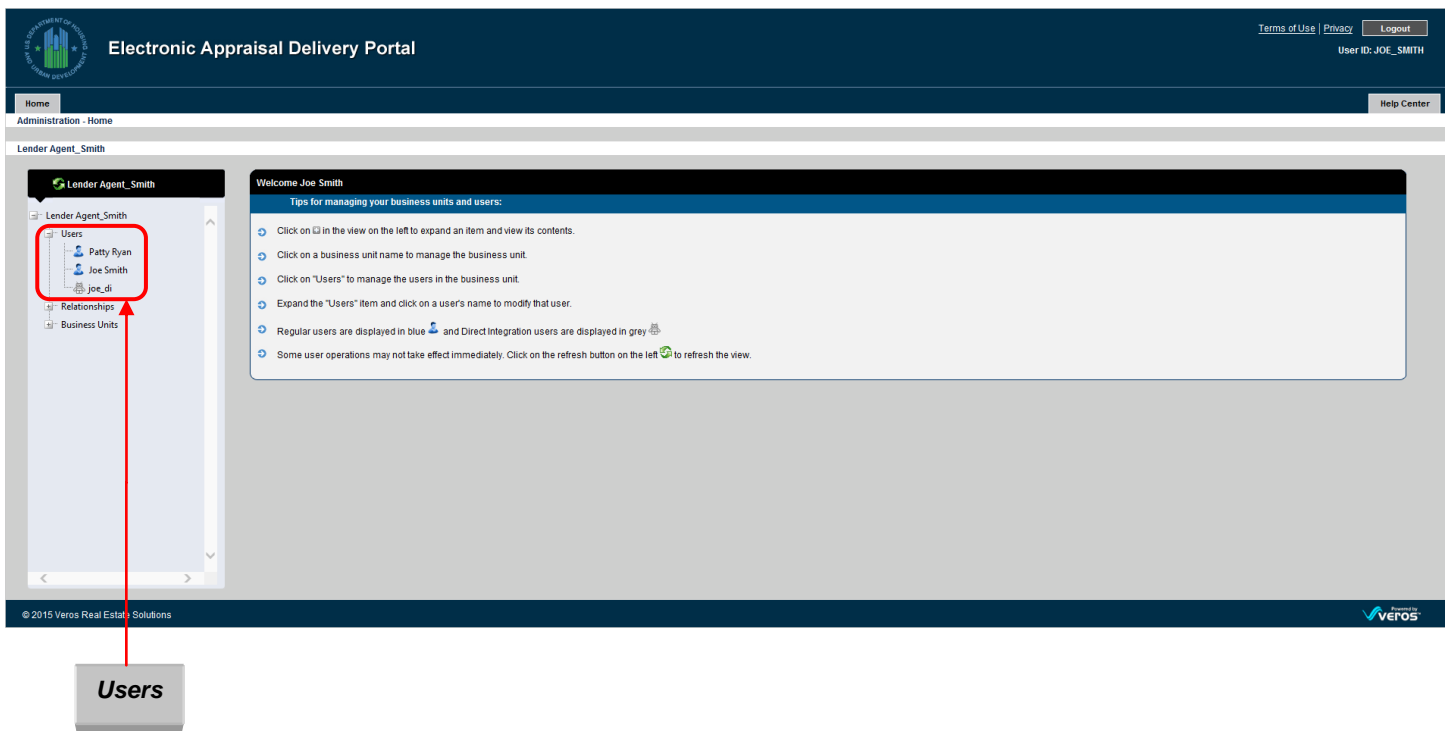 U.S. DEPARTMENT OF HOUSING
AND URBAN DEVELOPMENT
Electronic Appraisal Delivery Portal
Terms of Use | Privacy
Logout
User ID: JOE_SMITH
Home
Help Center
Administration - Home
Lender Agent_Smith
Lender Agent_Smith
Lender Agent_Smith
Users
Patty Ryan
Joe Smith
joe_di
Relationships
Business Units
Welcome Joe Smith
Tips for managing your business units and users:
Click on in the view on the left to expand an item and view its contents.
Click on a business unit name to manage the business unit.
Click on "Users" to manage the users in the business unit.
Expand the "Users" item and click on a user's name to modify that user.
Regular users are displayed in blue and Direct Integration users are displayed in grey
Some user operations may not take effect immediately. Click on the refresh button on the left to refresh the view.
© 2015 Veros Real Estate Solutions
Powered by
veros
Users